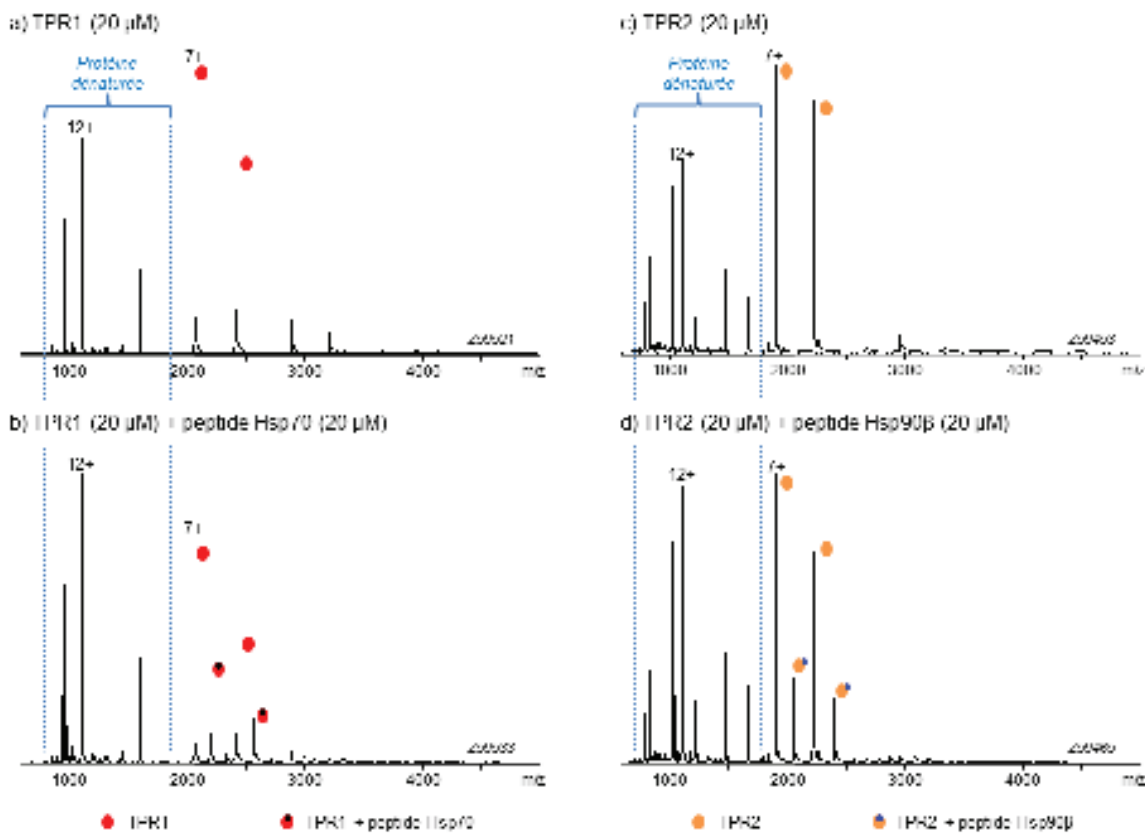 a) TPR1 (20 µM)
Protéine
dénaturée
7+
12+
1000 2000 3000 4000 m/z
b) TPR1 (20 µM) + peptide Hsp70 (20 µM)
12+
7+
1000 2000 3000 4000 m/z
TPR1
TPR1 + peptide Hsp70
c) TPR2 (20 µM)
Protéine
dénaturée
7+
12+
1000 2000 3000 4000 m/z
d) TPR2 (20 µM) + peptide Hsp90β (20 µM)
12+
7+
1000 2000 3000 4000 m/z
TPR2
TPR2 + peptide Hsp90β